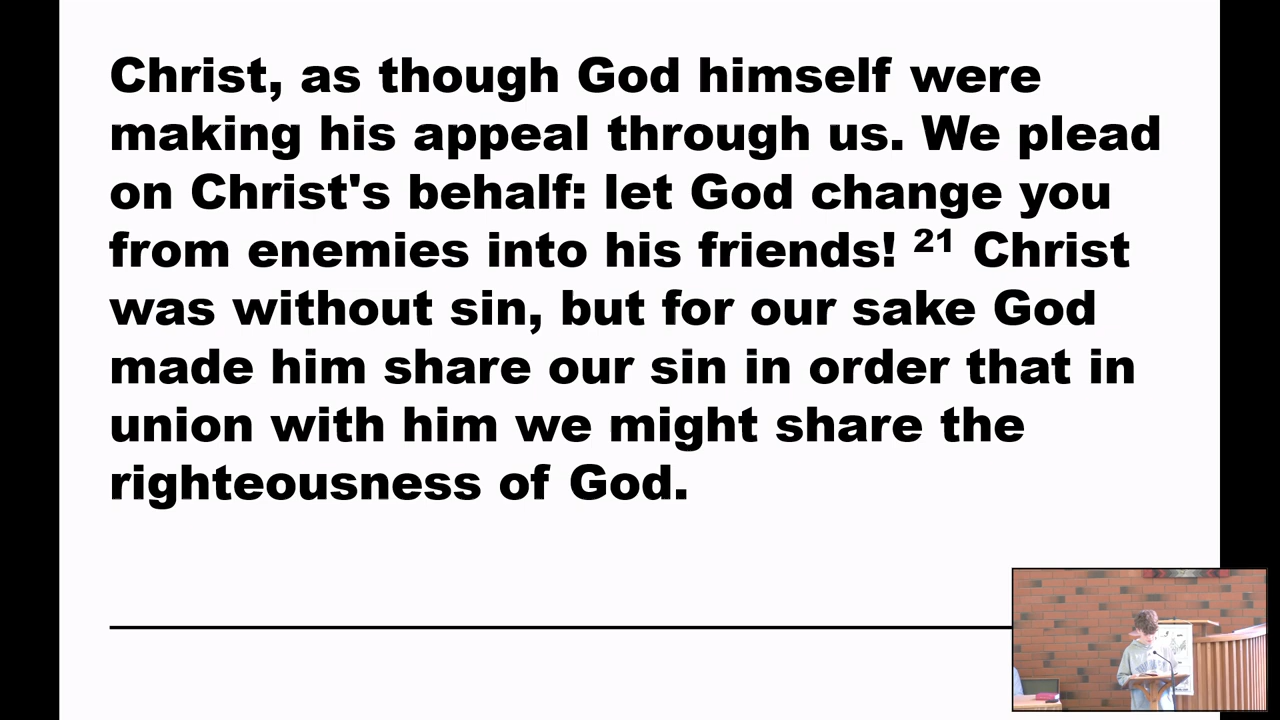 Christ, as though God himself were
making his appeal through us. We plead
on Christ's behalf: let God change you
from enemies into his friends! 21 Christ
was without sin, but for our sake God
made him share our sin in order that in
union with him we might share the
righteousness of God.